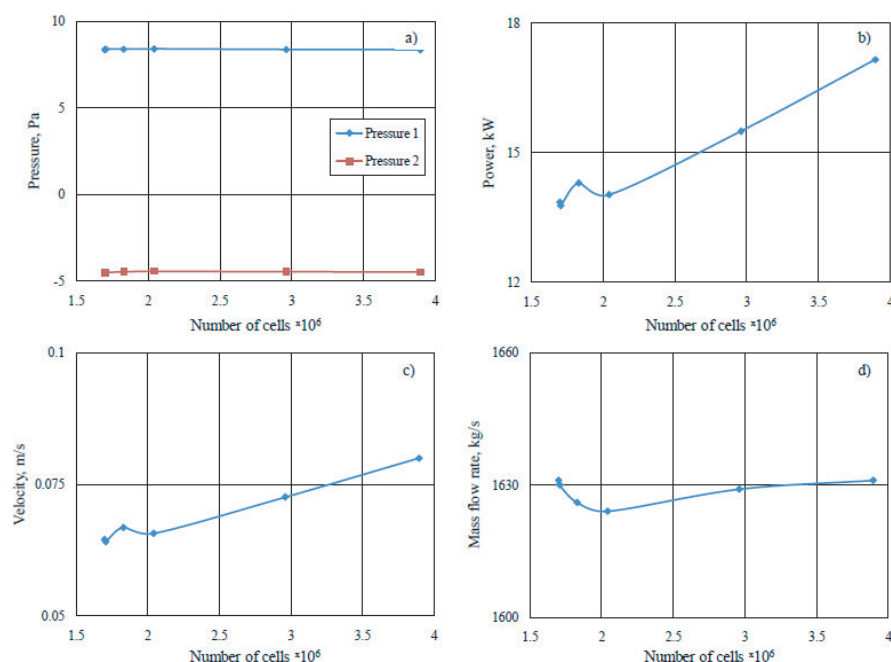 10
5
0
-5
Pressure, Pa
a)
Pressure 1
Pressure 2
1.5 2 2.5 3 3.5 4
Number of cells *10⁶
18
15
12
Power, kW
b)
1.5 2 2.5 3 3.5 4
Number of cells *10⁶
0.1
0.075
0.05
Velocity, m/s
c)
1.5 2 2.5 3 3.5 4
Number of cells *10⁶
1660
1630
1600
Mass flow rate, kg/s
d)
1.5 2 2.5 3 3.5 4
Number of cells *10⁶